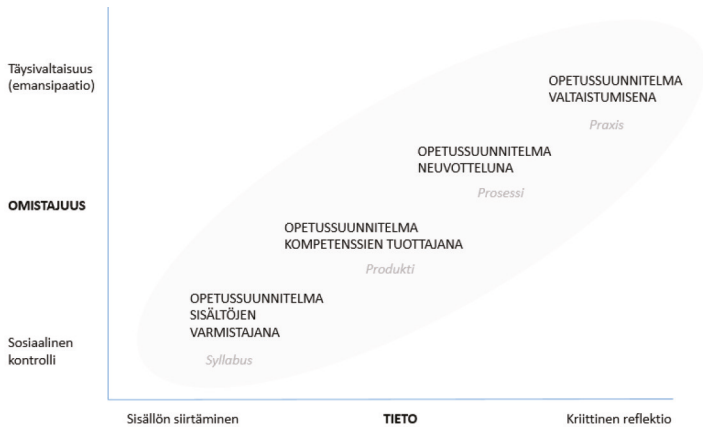 Täysivaltaisuus
(emansipaatio)
OPETUSSUUNNITELMA
VALTAISTUMISENA
Praxis
OPETUSSUUNNITELMA
NEUVOTTELUNA
Prosessi
OMISTAJUUS
OPETUSSUUNNITELMA
KOMPETENSSIEN TUOTTAJANA
Produkti
OPETUSSUUNNITELMA
SISÄLTÖJEN
VARMISTAJANA
Syllabus
Sosiaalinen
kontrolli
Sisällön siirtäminen
TIETO
Kriittinen reflektio